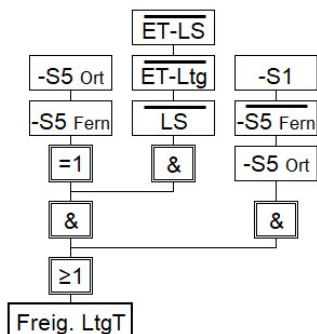 ET-LS
-S5 Ort
ET-Ltg
-S1
-S5 Fern
LS
-S5 Fern
=1
&
-S5 Ort
&
&
≥1
Freig. LtgT